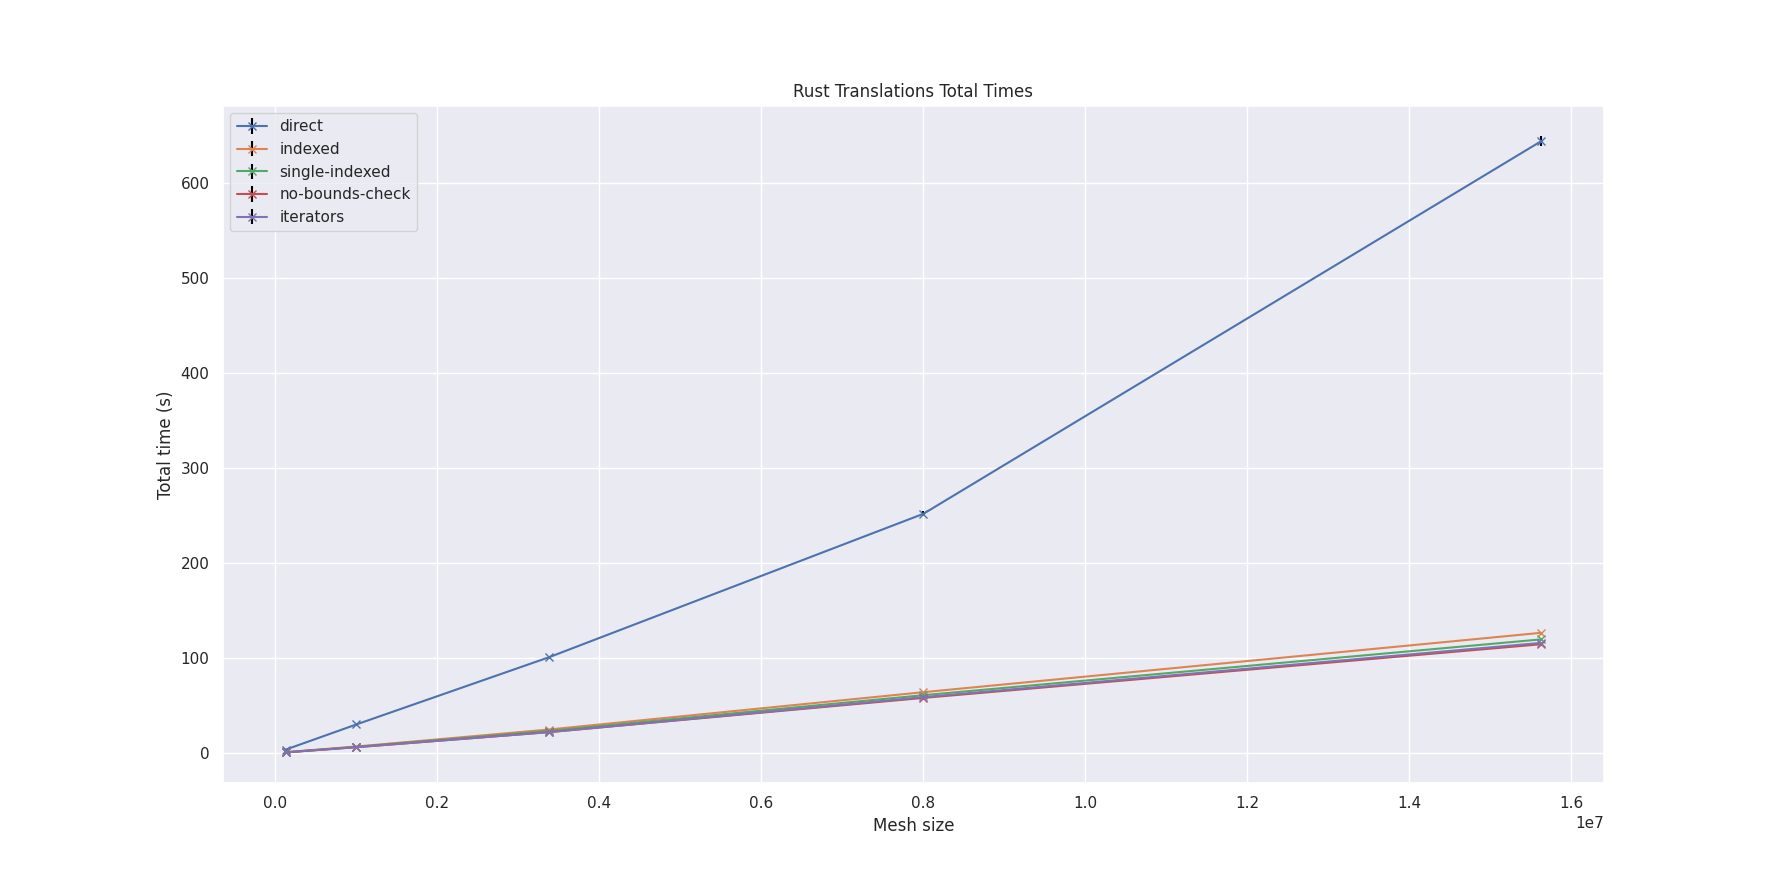 Rust Translations Total Times
direct
indexed
single-indexed
no-bounds-check
iterators
Total time (s)
600
500
400
300
200
100
0
0.0 0.2 0.4 0.6 0.8 1.0 1.2 1.4 1.6
1e7
Mesh size